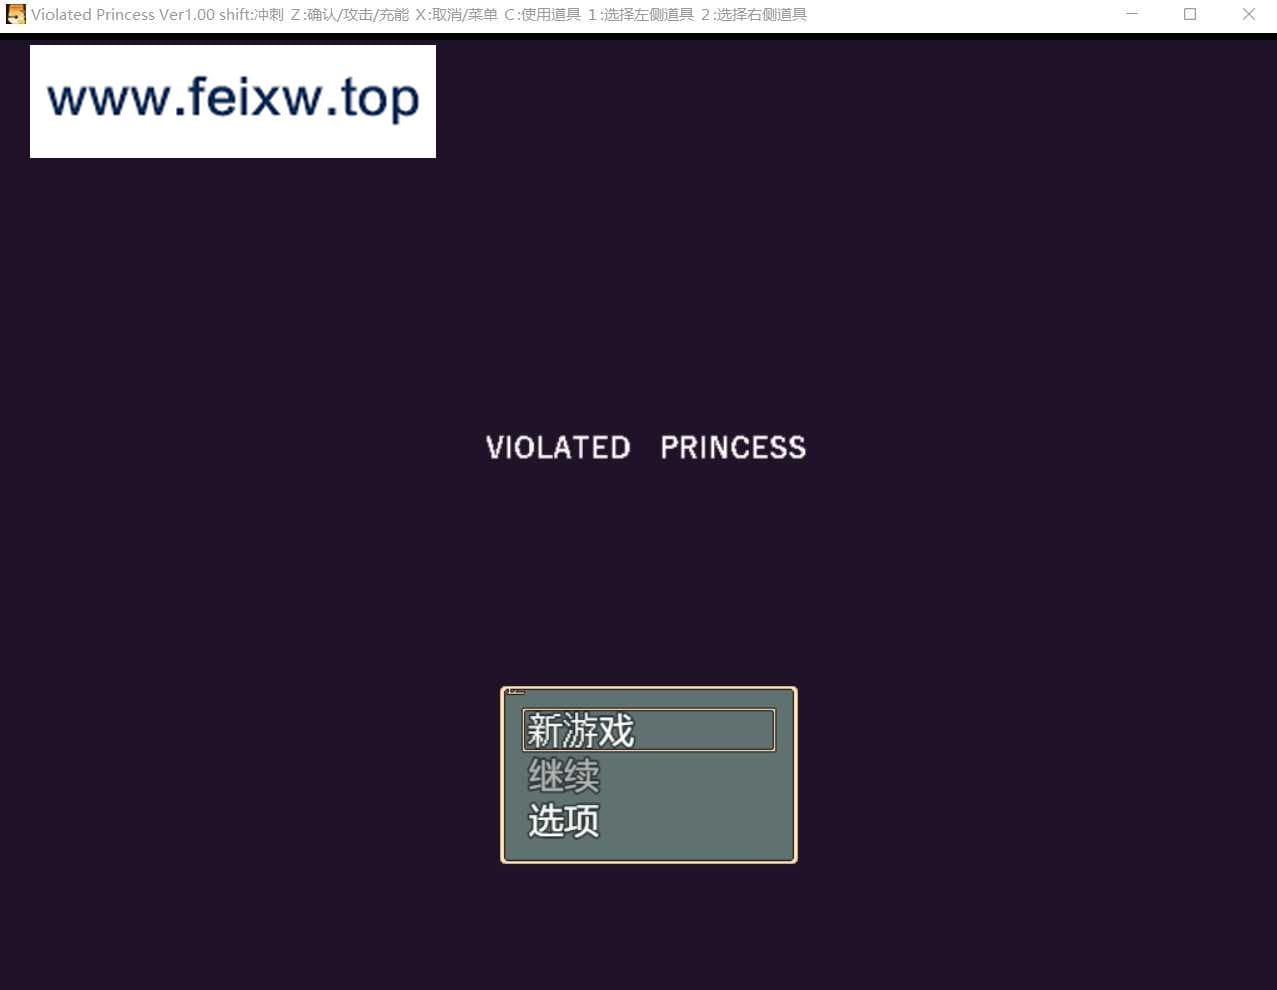 Violated Princess Ver1.00 shift:冲刺 Z:确认/攻击/充能 X:取消/菜单 C:使用道具 1:选择左侧道具 2:选择右侧道具
www.feixw.top
VIOLATED PRINCESS
新游戏
继续
选项